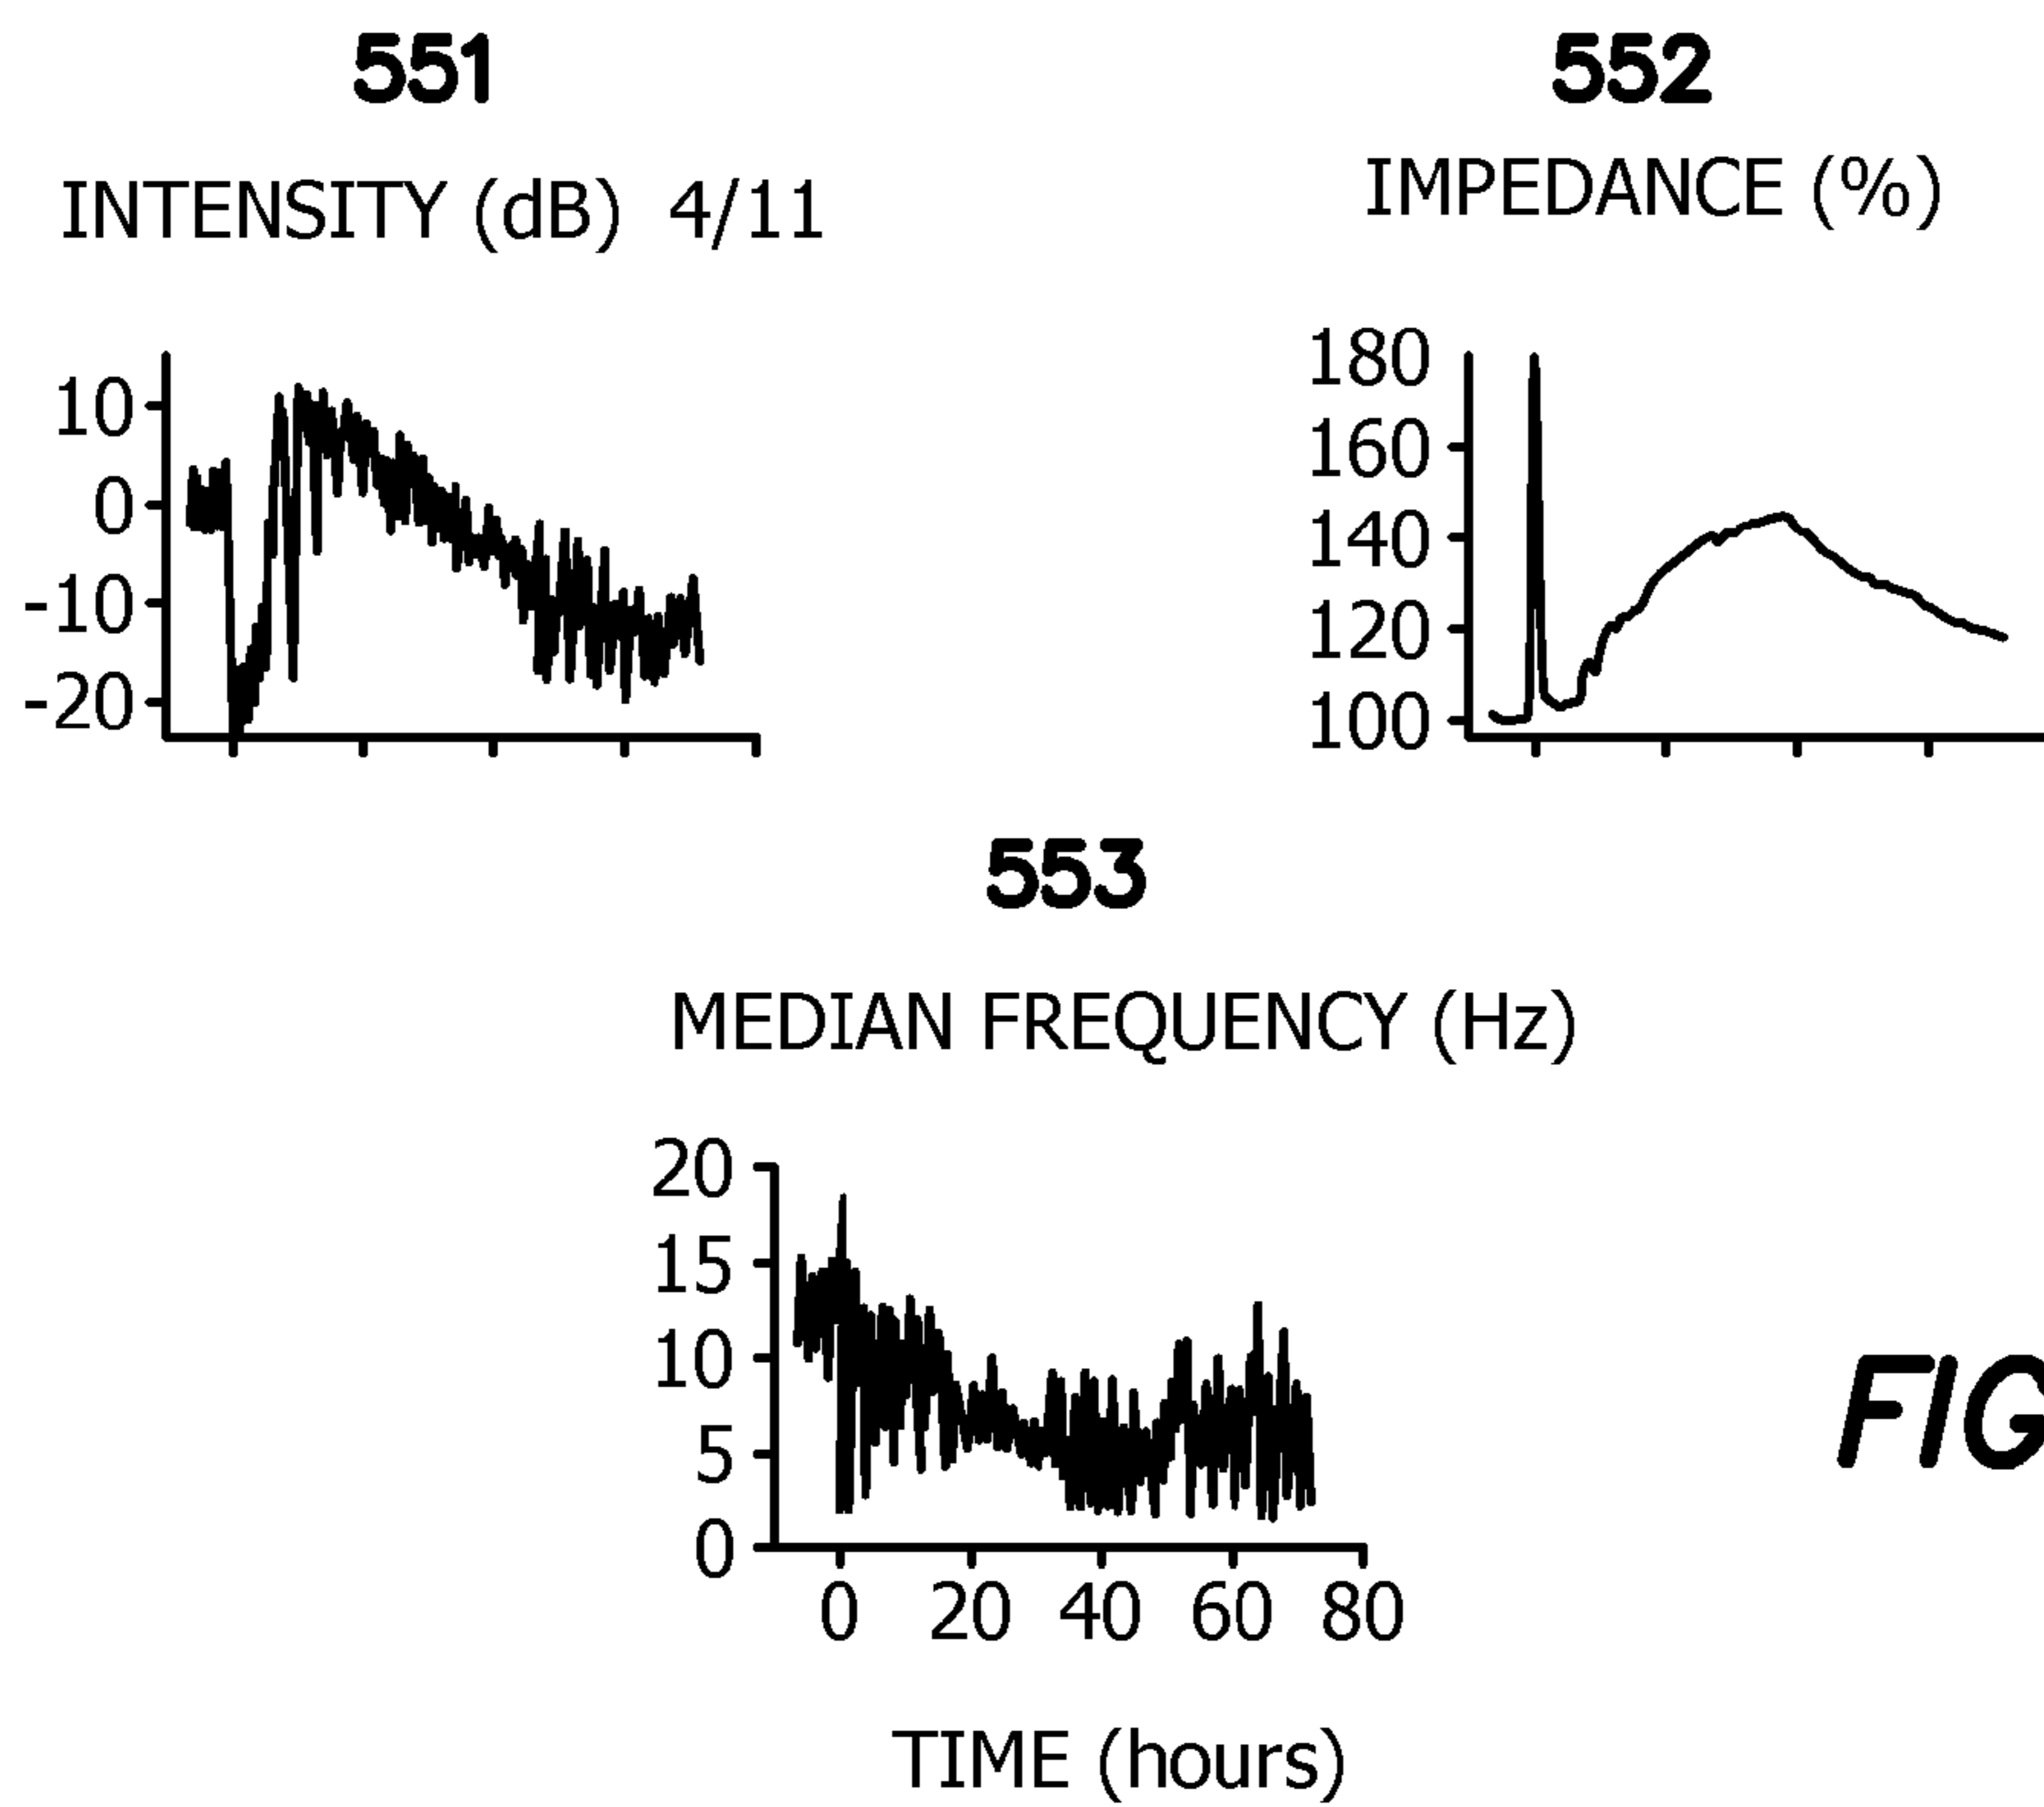 551
552
INTENSITY (dB) 4/11
IMPEDANCE (%)
10
0
-10
-20
180
160
140
120
100
553
MEDIAN FREQUENCY (Hz)
20
15
10
5
0
0 20 40 60 80
TIME (hours)
FIG